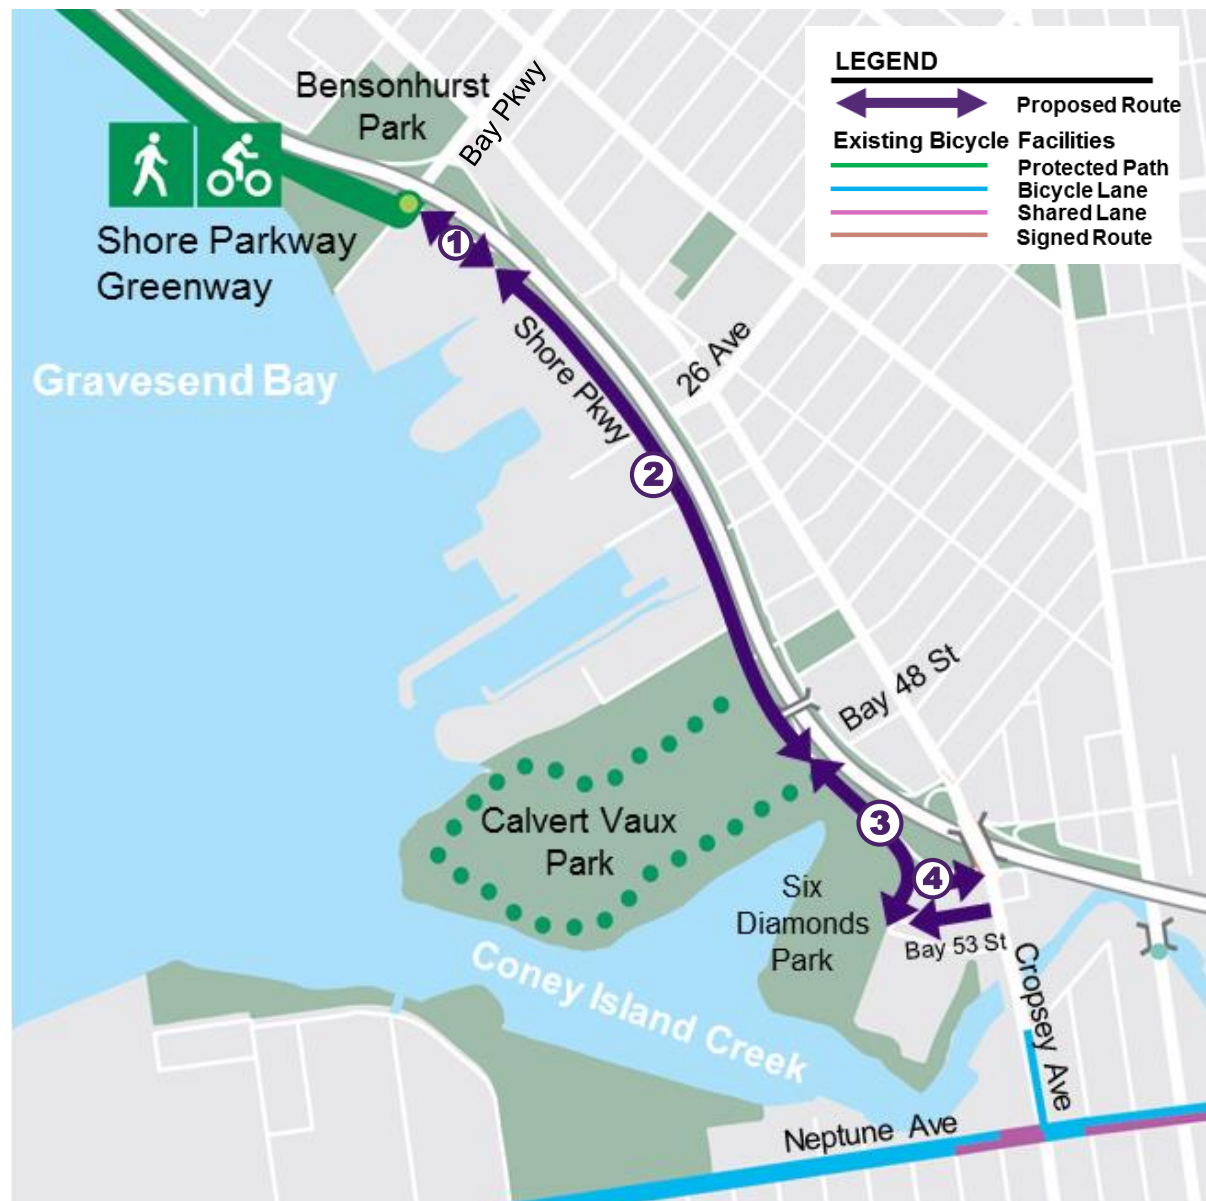 LEGEND
Proposed Route
Existing Bicycle Facilities
Protected Path
Bicycle Lane
Shared Lane
Signed Route
Bensonhurst
Park
Bay Pkwy
Shore Parkway
Greenway
1
Gravesend Bay
Shore Pkwy
26 Ave
2
Bay 48 St
Calvert Vaux
Park
3
4
Six
Diamonds
Park
Bay 53 St
Coney Island Creek
Cropsey Ave
Neptune Ave